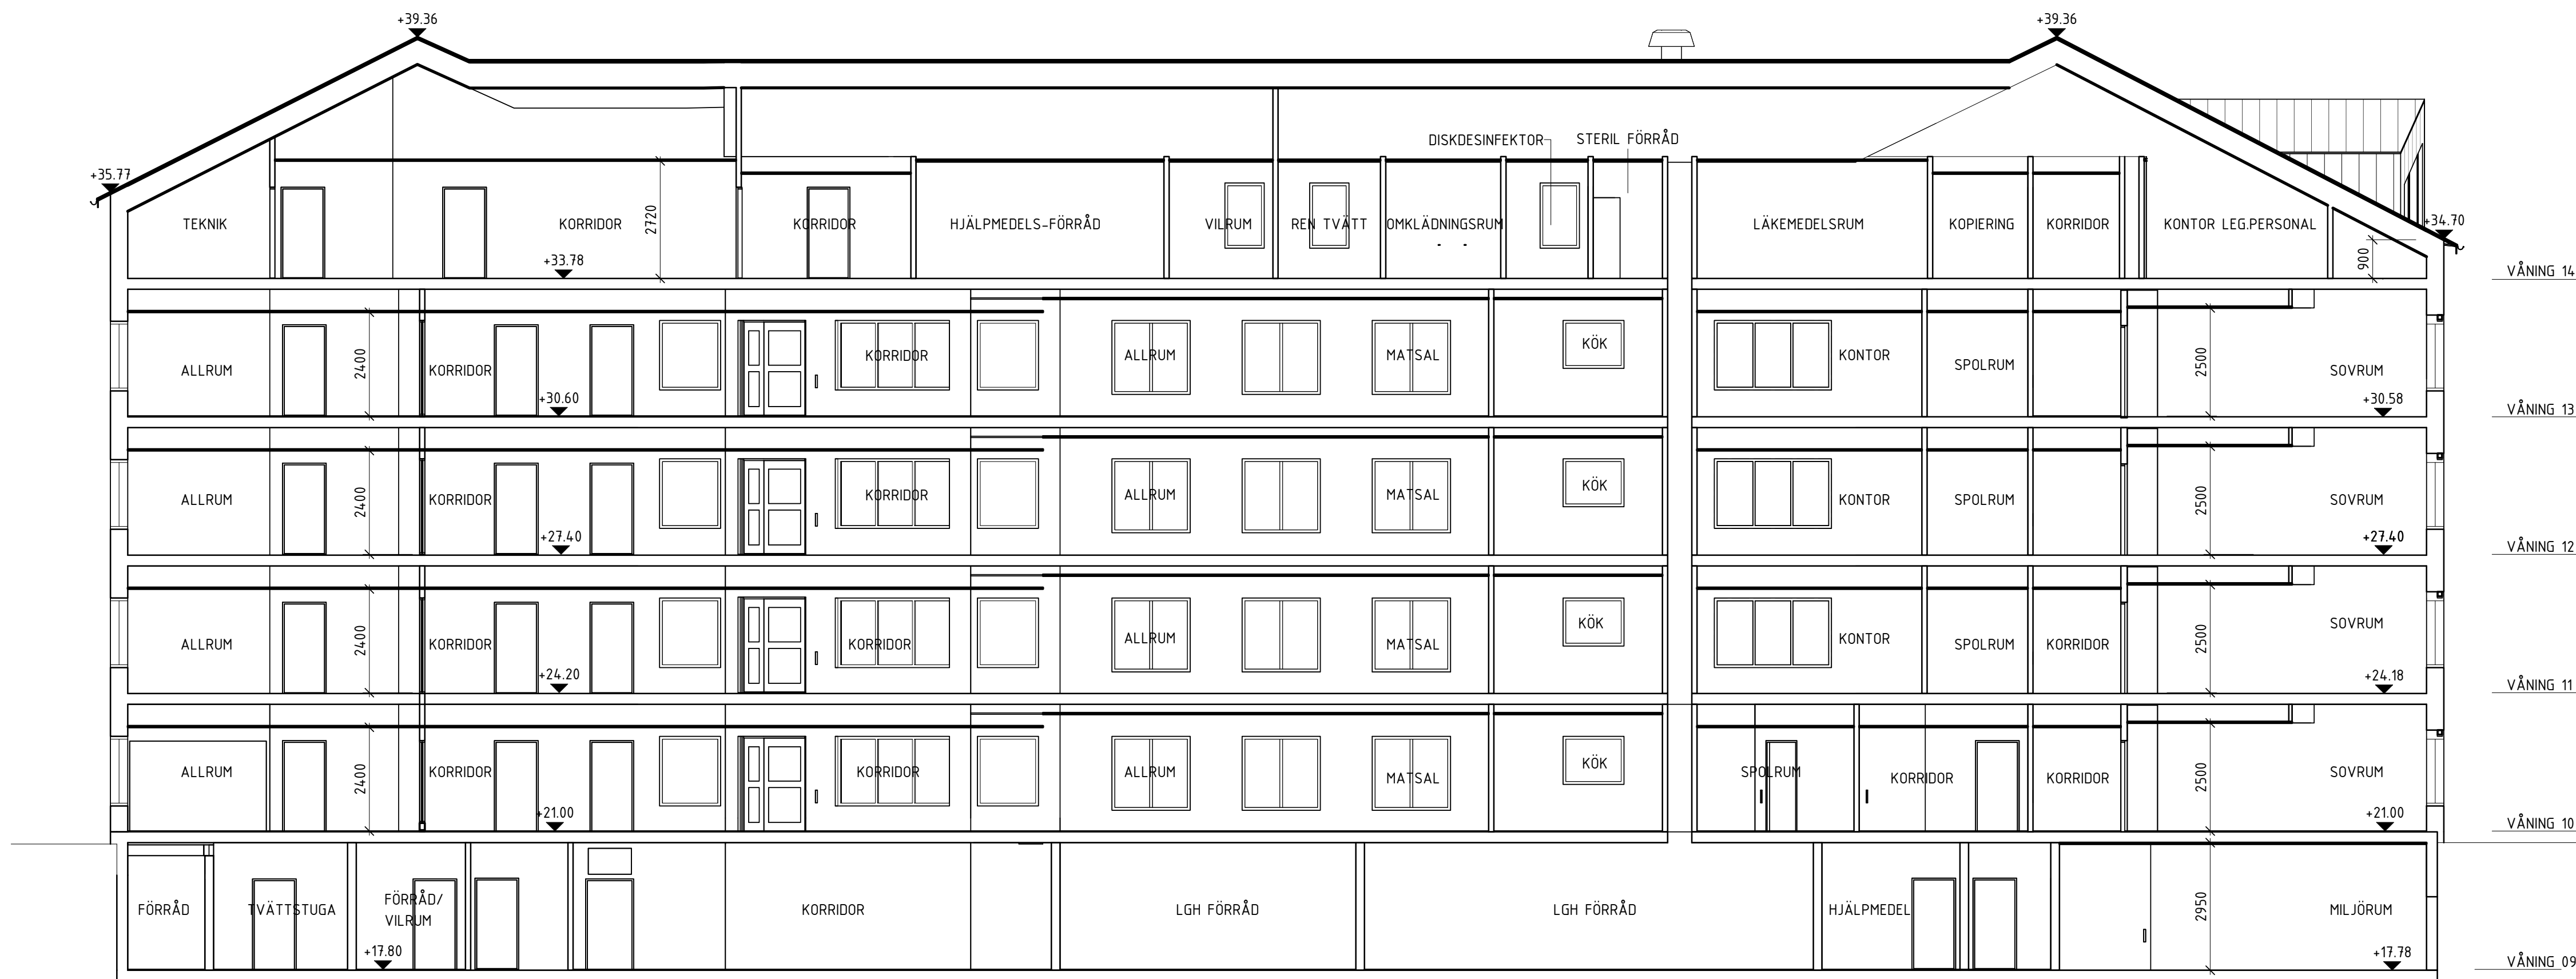 +39.36
+39.36
DISKDESINFEKTOR
STERIL FÖRRÅD
+35.77
TEKNIK
KORRIDOR
2720
KORRIDOR
HJÄLPMEDELS-FÖRRÅD
VILRUM
REN TVÄTT
OMKLÄDNINGSRUM
LÄKEMEDELSRUM
KOPIERING
KORRIDOR
KONTOR LEG.PERSONAL
+34.70
900
+33.78
VÅNING 14
ALLRUM
2400
KORRIDOR
KORRIDOR
ALLRUM
MATSAL
KÖK
KONTOR
SPOLRUM
2500
SOVRUM
+30.60
+30.58
VÅNING 13
ALLRUM
2400
KORRIDOR
KORRIDOR
ALLRUM
MATSAL
KÖK
KONTOR
SPOLRUM
2500
SOVRUM
+27.40
+27.40
VÅNING 12
ALLRUM
2400
KORRIDOR
KORRIDOR
ALLRUM
MATSAL
KÖK
KONTOR
SPOLRUM
KORRIDOR
2500
SOVRUM
+24.20
+24.18
VÅNING 11
ALLRUM
2400
KORRIDOR
KORRIDOR
ALLRUM
MATSAL
KÖK
SPOLRUM
KORRIDOR
KORRIDOR
2500
SOVRUM
+21.00
+21.00
VÅNING 10
FÖRRÅD
TVÄTTSTUGA
FÖRRÅD/
VILRUM
KORRIDOR
LGH FÖRRÅD
LGH FÖRRÅD
HJÄLPMEDEL
2950
MILJÖRUM
+17.80
+17.78
VÅNING 09